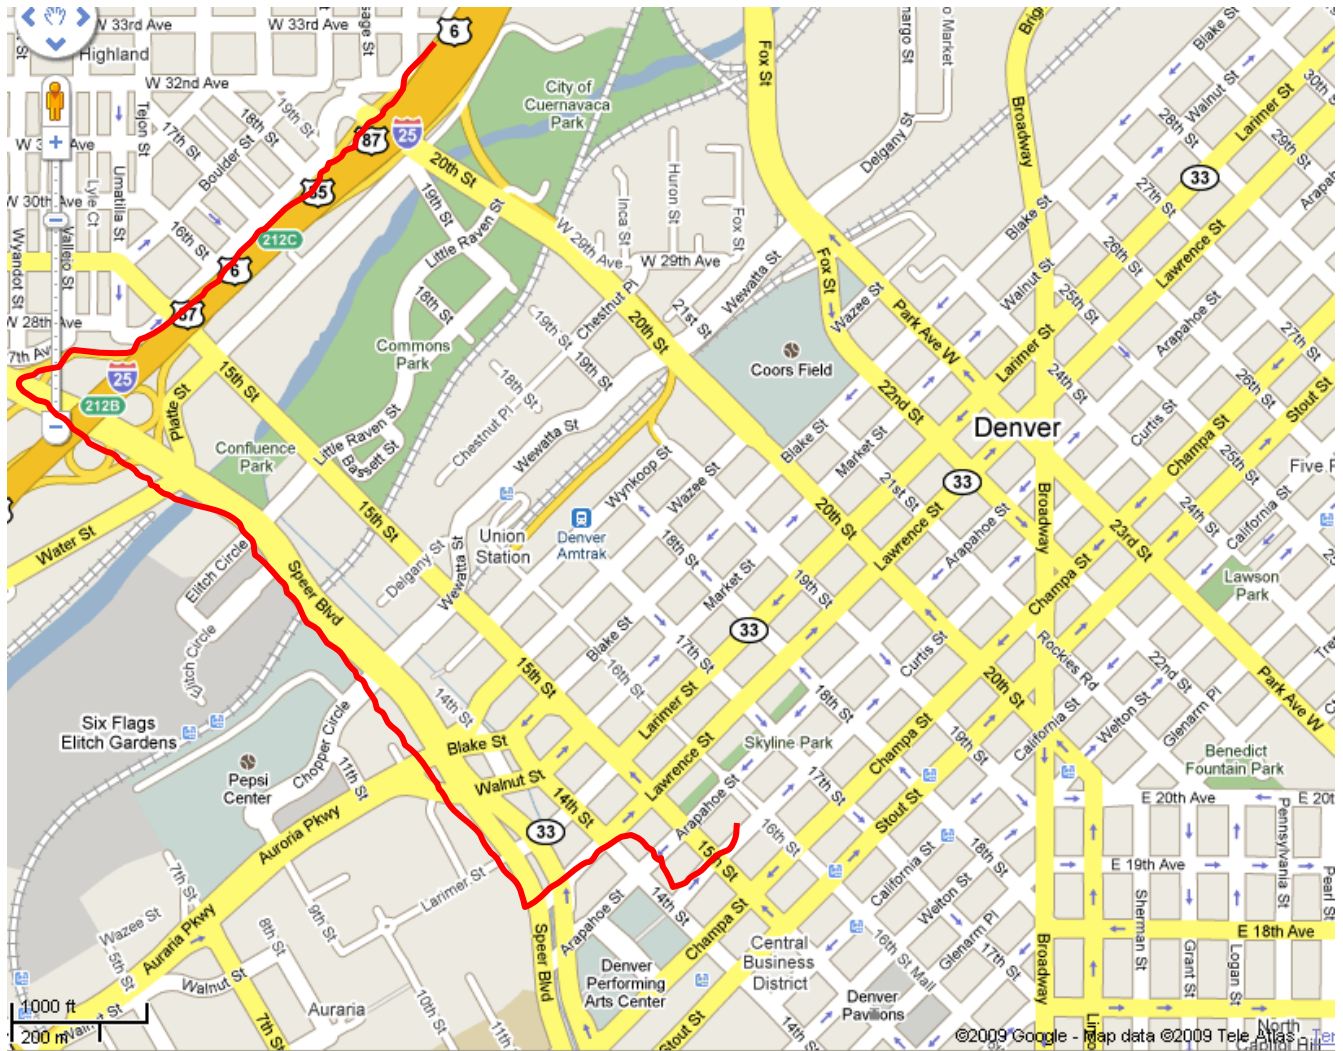 W 33rd Ave
W 33rd Ave
Highland
W 32nd Ave
6
87
25
85
212C
6
87
25
212B
Tejon St
17th St
18th St
19th St
Boulder St
16th St
Umatilla St
Lyle Ct
W 30th Ave
Vallejo St
Wyandot St
W 28th Ave
7th Ave
City of
Cuernavaca
Park
20th St
19th St
Little Raven St
18th St
Commons
Park
W 29th Ave
Inca St
Huron St
Fox St
W 29th Ave
Chestnut Pl
21st St
Wewatta St
Delgany St
Fox St
Fox St
Broadway
Blake St
Walnut St
Larimer St
30th St
28th St
29th St
33
27th St
26th St
Lawrence St
Blake St
Walnut St
25th St
Arapahoe St
27th St
Wazee St
Park Ave W
Larimer St
24th St
26th St
Stout St
Curtis St
Champa St
25th St
California St
24th St
Coors Field
22nd St
Denver
33
20th St
19th St
19th St
18th St
Chestnut Pl
Wewatta St
15th St
Platte St
Confluence
Park
Little Raven St
Bassett St
Blake St
Market St
21st St
Lawrence St
Arapahoe St
Broadway
23rd St
Champa St
Lawson
Park
Wynkoop St
Wazee St
20th St
Union
Station
Denver
Amtrak
15th St
Delgany St
Water St
Elitch Circle
Elitch Circle
Speer Blvd
18th St
Market St
19th St
33
17th St
Blake St
16th St
Larimer St
15th St
14th St
Curtis St
20th St
Rockies Rd
22nd St
Glenarm Pl
Welton St
California St
Park Ave W
Benedict
Fountain Park
Six Flags
Elitch Gardens
Pepsi
Center
Chopper Circle
11th St
Blake St
Walnut St
Lawrence St
Skyline Park
18th St
Champa St
19th St
Arapahoe St
17th St
16th St
Stout St
Auraria Pkwy
33
14th St
15th St
14th St
California St
Welton St
18th St
Glenarm Pl
17th St
E 20th Ave
E 20t
E 19th Ave
E 18th Ave
Pennsylvania St
Pearl St
Sherman St
Grant St
Logan St
Broadway
7th St
Larimer St
9th St
8th St
Wazee St
5th St
Auraria Pkwy
Walnut St
Auraria
10th St
7th St
11th St
Speer Blvd
Arapahoe St
Denver
Performing
Arts Center
Champa St
Stout St
Central
Business
District
16th St Mall
Denver
Pavilions
14th St
1000 ft
200 m
North
Capitol Hill
©2009 Google - Map data ©2009 Tele Atlas - Ter